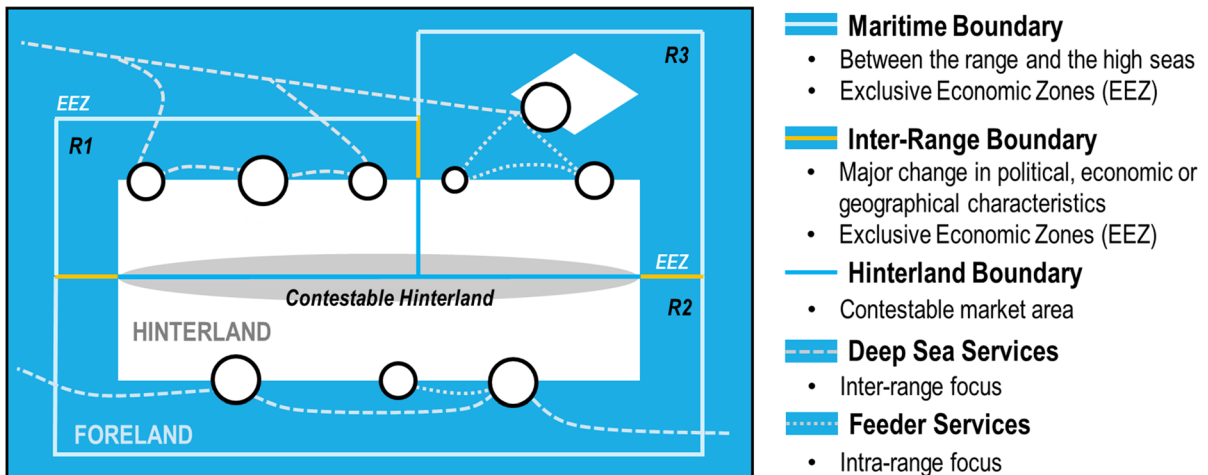 EEZ
R1
R3
EEZ
Contestable Hinterland
R2
HINTERLAND
FORELAND
Maritime Boundary
• Between the range and the high seas
• Exclusive Economic Zones (EEZ)
Inter-Range Boundary
• Major change in political, economic or
geographical characteristics
• Exclusive Economic Zones (EEZ)
Hinterland Boundary
• Contestable market area
Deep Sea Services
• Inter-range focus
Feeder Services
• Intra-range focus